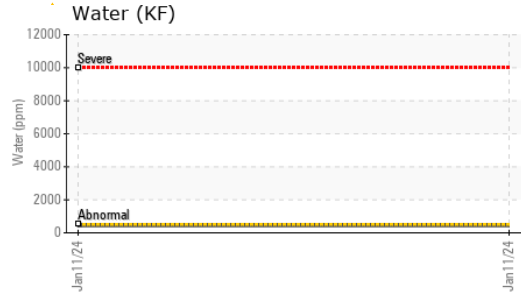 Water (KF)
12000
Severe
10000
8000
6000
4000
2000
Abnormal
0
Water (ppm)
Jan11/24
Jan11/24